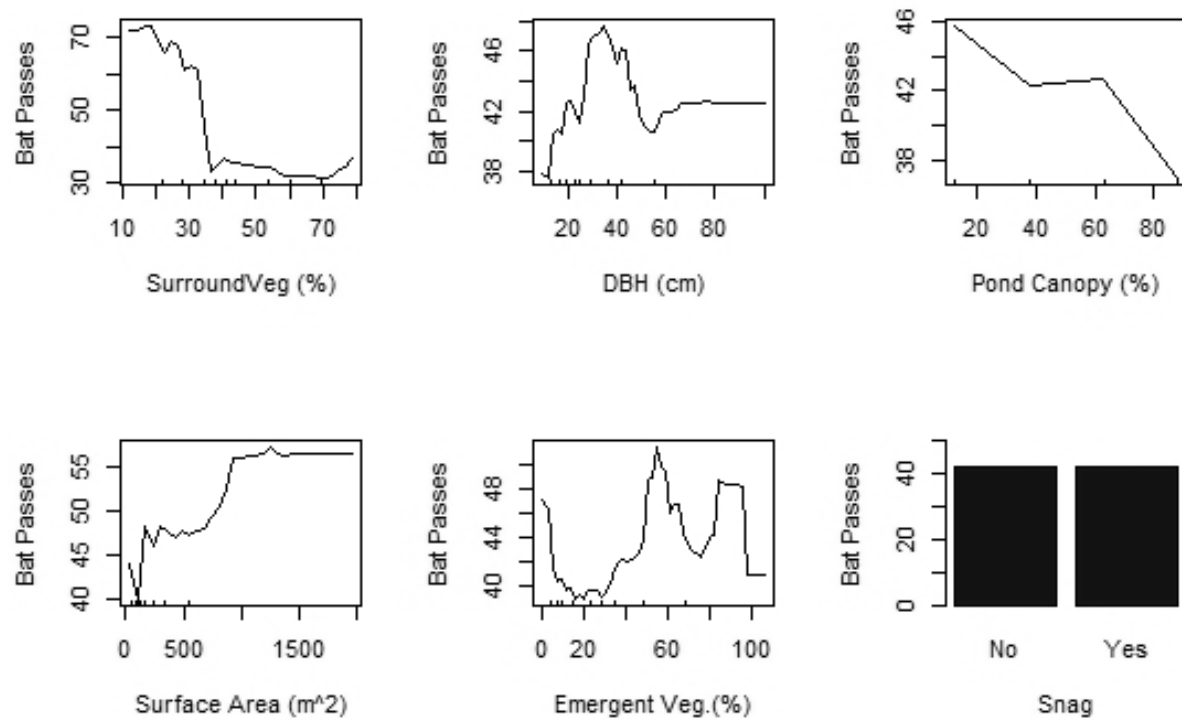 Bat Passes
30 50 70
10 30 50 70
SurroundVeg (%)
Bat Passes
38 42 46
20 40 60 80
DBH (cm)
Bat Passes
38 42 46
20 40 60 80
Pond Canopy (%)
Bat Passes
40 45 50 55
0 500 1500
Surface Area (m^2)
Bat Passes
40 44 48
0 20 60 100
Emergent Veg.(%)
Bat Passes
0 20 40
No Yes
Snag